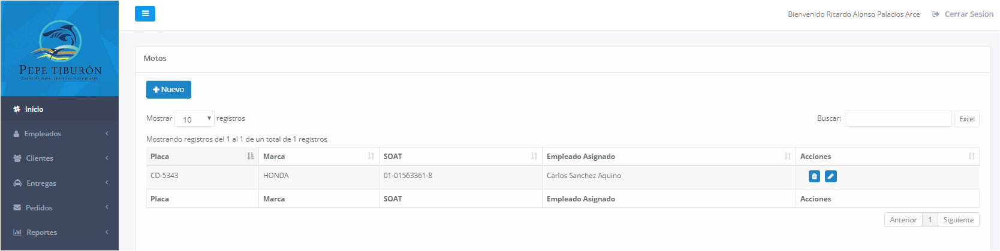 Bienvenido Ricardo Alonso Palacios Arce Cerrar Sesion
PEPE TIBURÓN
Inicio
Empleados
Clientes
Entregas
Pedidos
Reportes
Motos
Nuevo
Mostrar 10 registros
Buscar: Excel
Mostrando registros del 1 al 1 de un total de 1 registros
Placa Marca SOAT Empleado Asignado Acciones
CD-5343 HONDA 01-01563361-8 Carlos Sanchez Aquino
Placa Marca SOAT Empleado Asignado Acciones
Anterior 1 Siguiente